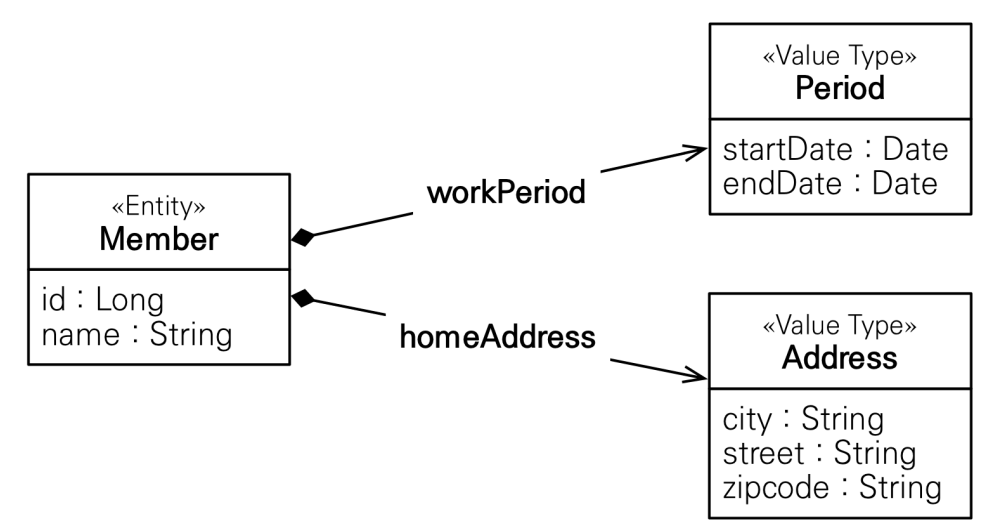 «Entity»
Member
id : Long
name : String
workPeriod
homeAddress
«Value Type»
Period
startDate : Date
endDate : Date
«Value Type»
Address
city : String
street : String
zipcode : String